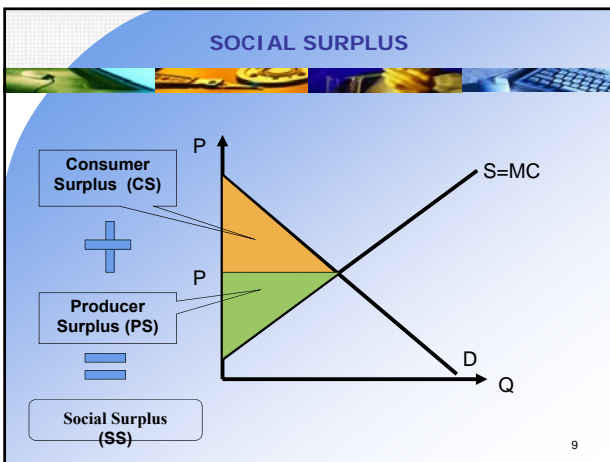 SOCIAL SURPLUS
P
Consumer
Surplus (CS)
S=MC
P
Producer
Surplus (PS)
D
Q
Social Surplus
(SS)
9